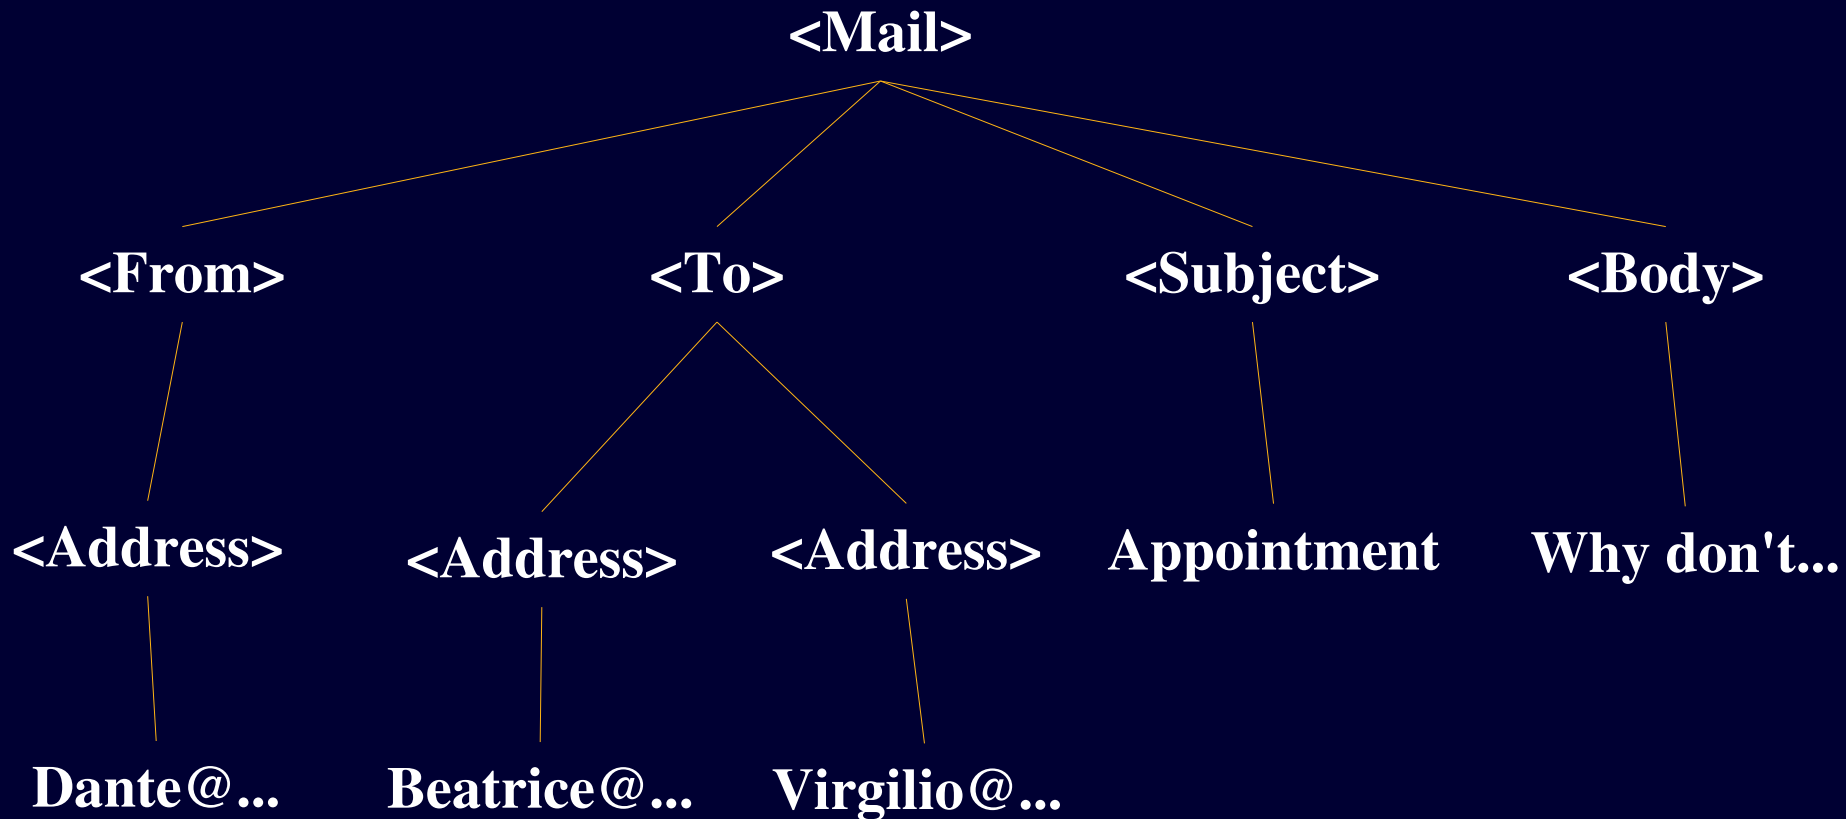 <Mail>
<From> <To> <Subject> <Body>
<Address> <Address> <Address> Appointment Why don't...
Dante@... Beatrice@... Virgilio@...